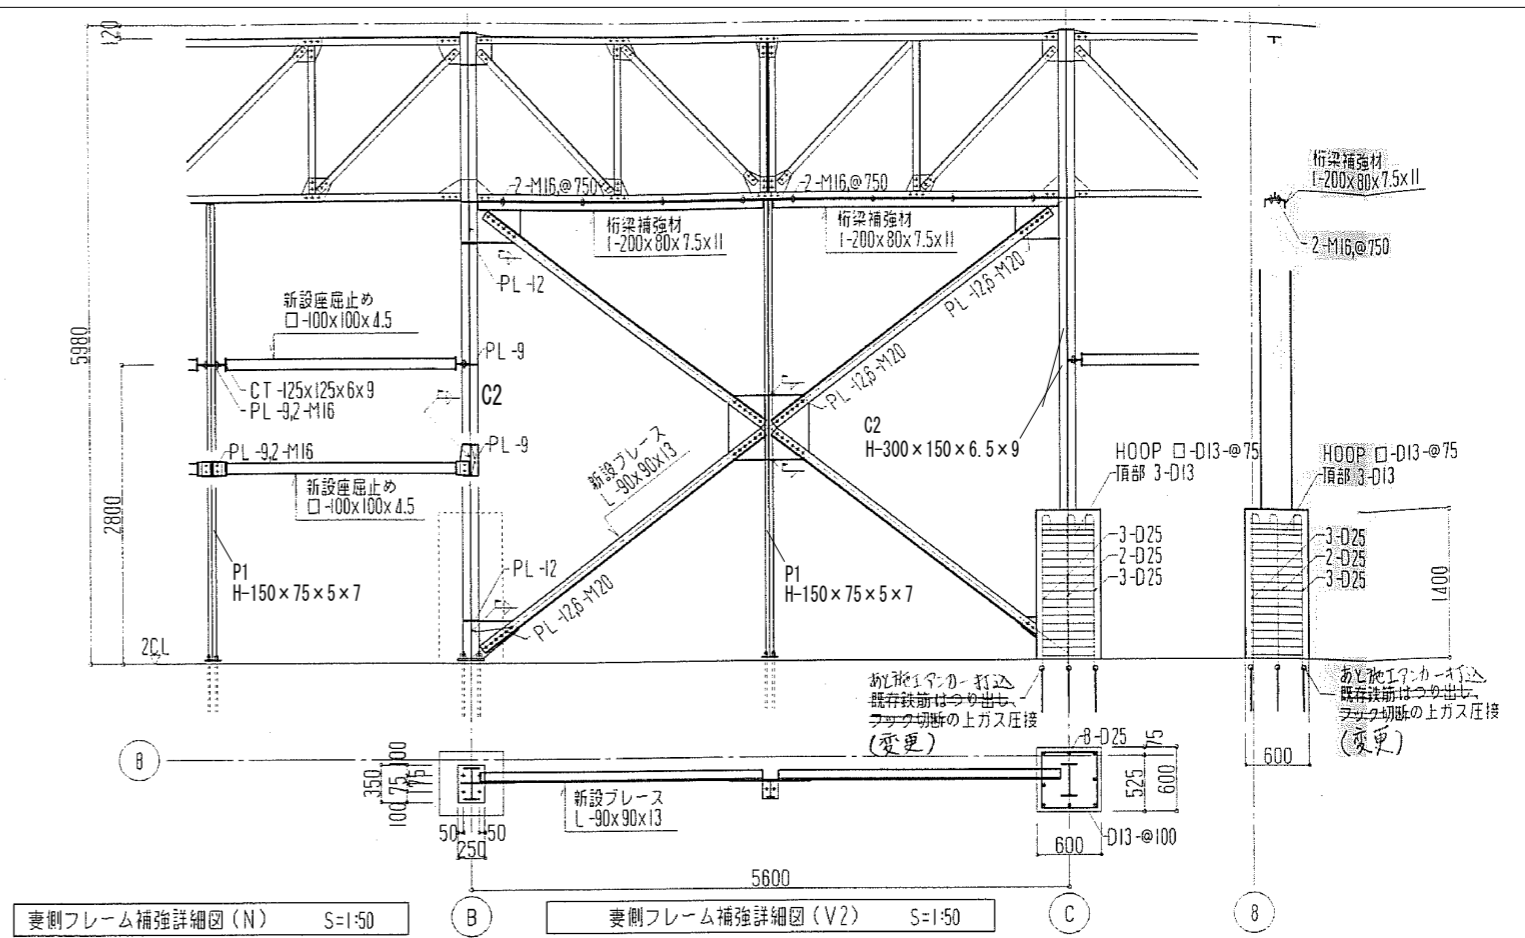 120
5980
2800
2-M16,@750
2-M16,@750
桁梁補強材
[-200x80x7.5x11
桁梁補強材
[-200x80x7.5x11
桁梁補強材
[-200x80x7.5x11
2-M16,@750
PL-12
新設座屈止め
□-100x100x4.5
PL-9
CT-125x125x6x9
PL-9,2-M16
C2
PL-9,2-M16
PL-9
新設座屈止め
□-100x100x4.5
PL-12,6-M20
PL-12,6-M20
新設ブレース
L-90x90x13
C2
H-300×150×6.5×9
HOOP □-D13-@75
頂部 3-D13
HOOP □-D13-@75
頂部 3-D13
3-D25
2-D25
3-D25
3-D25
2-D25
3-D25
1400
P1
H-150×75×5×7
PL-12
PL-12,6-M20
P1
H-150×75×5×7
あと施工アンカー打込
既存鉄筋はつり出し、
フック切断の上ガス圧接
(変更)
あと施工アンカー打込
既存鉄筋はつり出し、
フック切断の上ガス圧接
(変更)
8
100
350
75
175
100
50
50
250
新設ブレース
L-90x90x13
8-D25
75
525
600
D13-@100
600
600
5600
B
C
8
妻側フレーム補強詳細図(N) S=1:50
妻側フレーム補強詳細図(V2) S=1:50